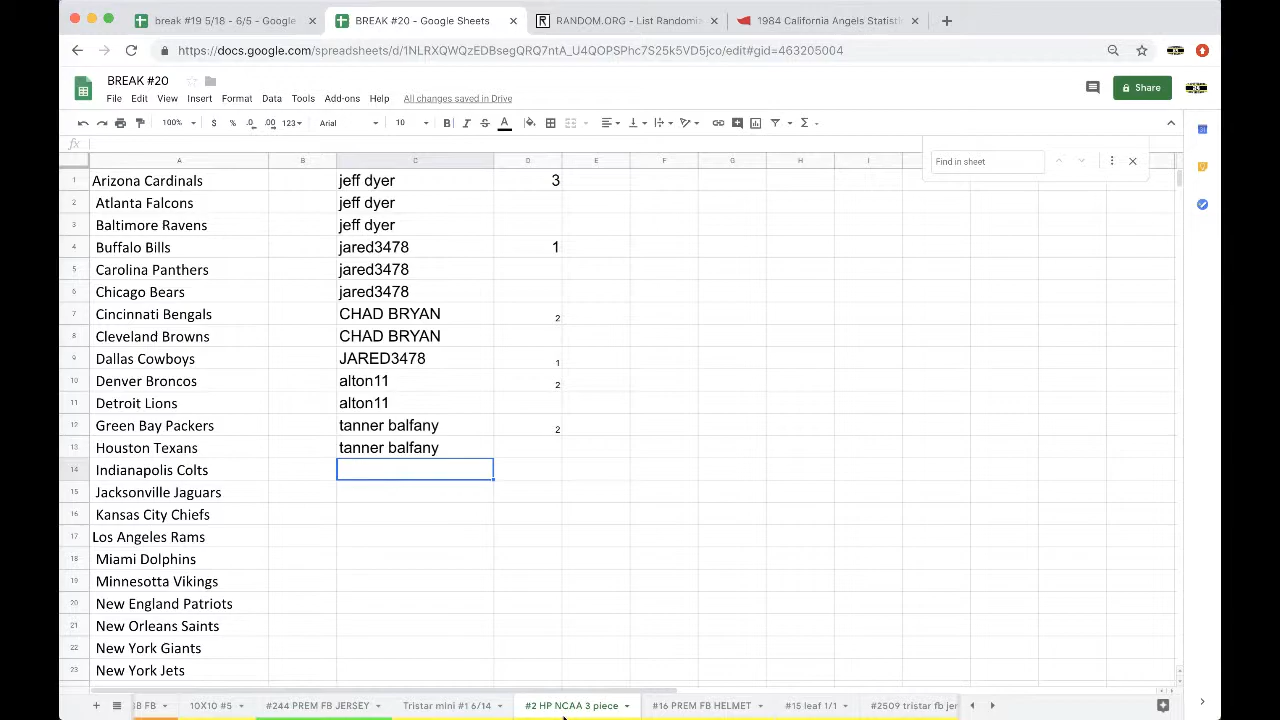 break #19 5/18 - 6/5 - Google
BREAK #20 - Google Sheets
RANDOM.ORG - List Randomiz
1984 California Angels Statistic
https://docs.google.com/spreadsheets/d/1NLRXQWQzEDBsegQRQ7ntA_U4QOPSPhc7S25k5VD5jco/edit#gid=463205004
BREAK #20
File Edit View Insert Format Data Tools Add-ons Help All changes saved in Drive
Share
100% $ % .0 .00 123 Arial 10 B I S A
fx
Find in sheet
A B C D E F G H I
1 Arizona Cardinals jeff dyer 3
2 Atlanta Falcons jeff dyer
3 Baltimore Ravens jeff dyer
4 Buffalo Bills jared3478 1
5 Carolina Panthers jared3478
6 Chicago Bears jared3478
7 Cincinnati Bengals CHAD BRYAN 2
8 Cleveland Browns CHAD BRYAN
9 Dallas Cowboys JARED3478 1
10 Denver Broncos alton11 2
11 Detroit Lions alton11
12 Green Bay Packers tanner balfany 2
13 Houston Texans tanner balfany
14 Indianapolis Colts
15 Jacksonville Jaguars
16 Kansas City Chiefs
17 Los Angeles Rams
18 Miami Dolphins
19 Minnesota Vikings
20 New England Patriots
21 New Orleans Saints
22 New York Giants
23 New York Jets
FB 10X10 #5 #244 PREM FB JERSEY Tristar mini #1 6/14 #2 HP NCAA 3 piece #16 PREM FB HELMET #15 leaf 1/1 #2509 tristar fb jer